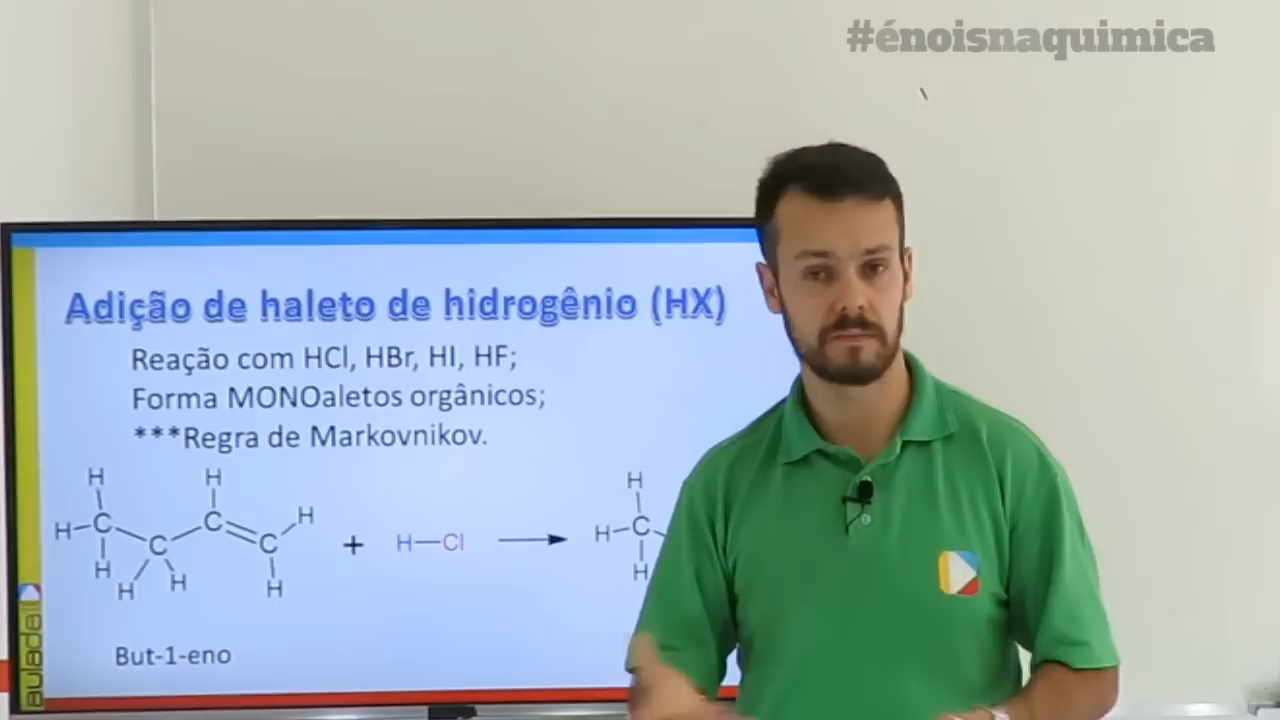 #énoisnaquimica
Adição de haleto de hidrogênio (HX)
Reação com HCl, HBr, HI, HF;
Forma MONOaletos orgânicos;
***Regra de Markovnikov.
H H H
H C C H + H Cl H C
H C C H
H H H
But-1-eno
aulada